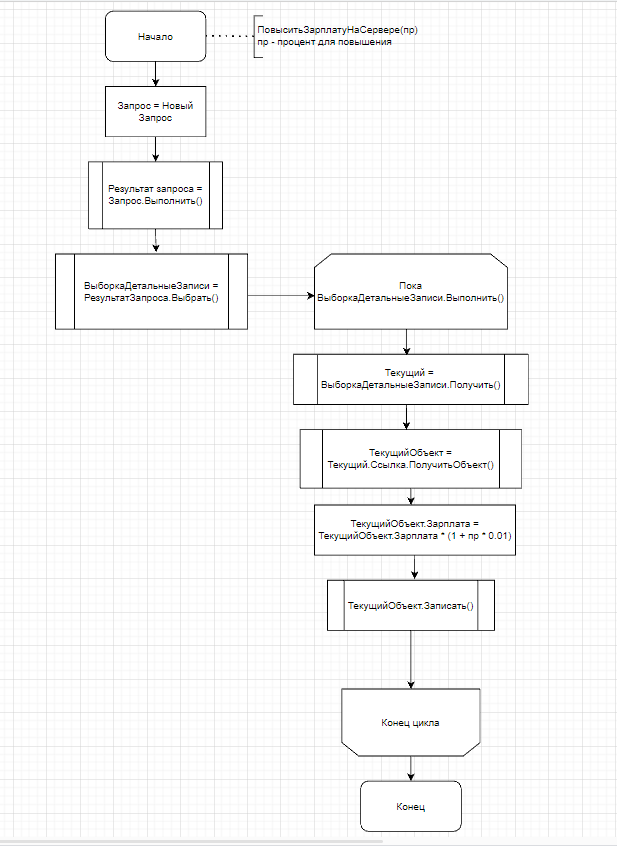 Начало
ПовыситьЗарплатуНаСервере(пр)
пр - процент для повышения
Запрос = Новый
Запрос
Результат запроса =
Запрос.Выполнить()
ВыборкаДетальныеЗаписи =
РезультатЗапроса.Выбрать()
Пока
ВыборкаДетальныеЗаписи.Выполнить()
Текущий =
ВыборкаДетальныеЗаписи.Получить()
ТекущийОбъект =
Текущий.Ссылка.ПолучитьОбъект()
ТекущийОбъект.Зарплата =
ТекущийОбъект.Зарплата * (1 + пр * 0.01)
ТекущийОбъект.Записать()
Конец цикла
Конец